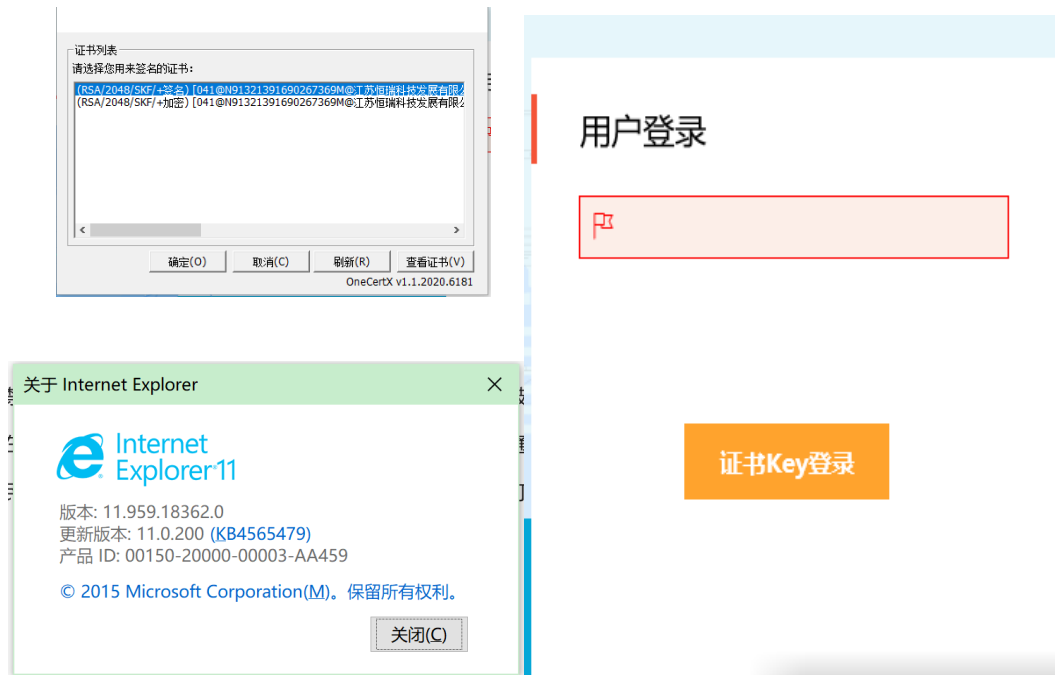 证书列表
请选择您用来签名的证书：
(RSA/2048/SKF/+签名) [041@N91321391690267369M@江苏恒瑞科技发展有限公
(RSA/2048/SKF/+加密) [041@N91321391690267369M@江苏恒瑞科技发展有限公
确定(O) 取消(C) 刷新(R) 查看证书(V)
OneCertX v1.1.2020.6181
关于 Internet Explorer
Internet
Explorer 11
版本: 11.959.18362.0
更新版本: 11.0.200 (KB4565479)
产品 ID: 00150-20000-00003-AA459
© 2015 Microsoft Corporation(M)。保留所有权利。
关闭(C)
用户登录
证书Key登录